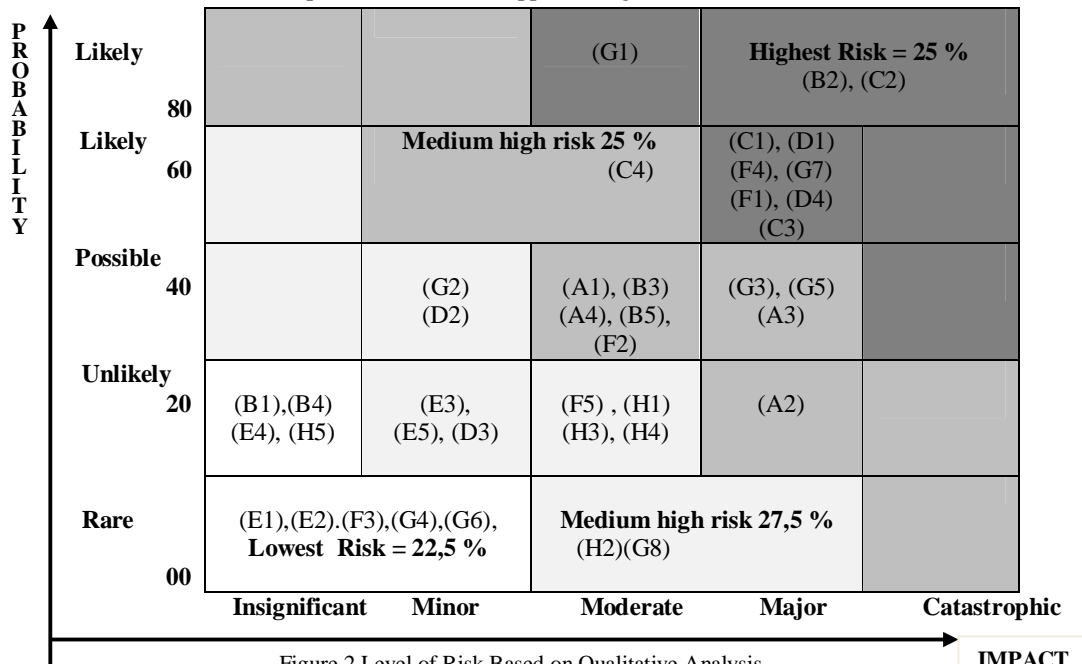 PROBABILITY
Likely
80
(G1)
Highest Risk = 25 %
(B2), (C2)
Likely
60
Medium high risk 25 %
(C4)
(C1), (D1)
(F4), (G7)
(F1), (D4)
(C3)
Possible
40
(G2)
(D2)
(A1), (B3)
(A4), (B5),
(F2)
(G3), (G5)
(A3)
Unlikely
20
(B1),(B4)
(E4), (H5)
(E3),
(E5), (D3)
(F5) , (H1)
(H3), (H4)
(A2)
Rare
00
(E1),(E2).(F3),(G4),(G6),
Lowest Risk = 22,5 %
Medium high risk 27,5 %
(H2)(G8)
Insignificant Minor Moderate Major Catastrophic
IMPACT
Figure 2 Level of Risk Based on Qualitative Analysis